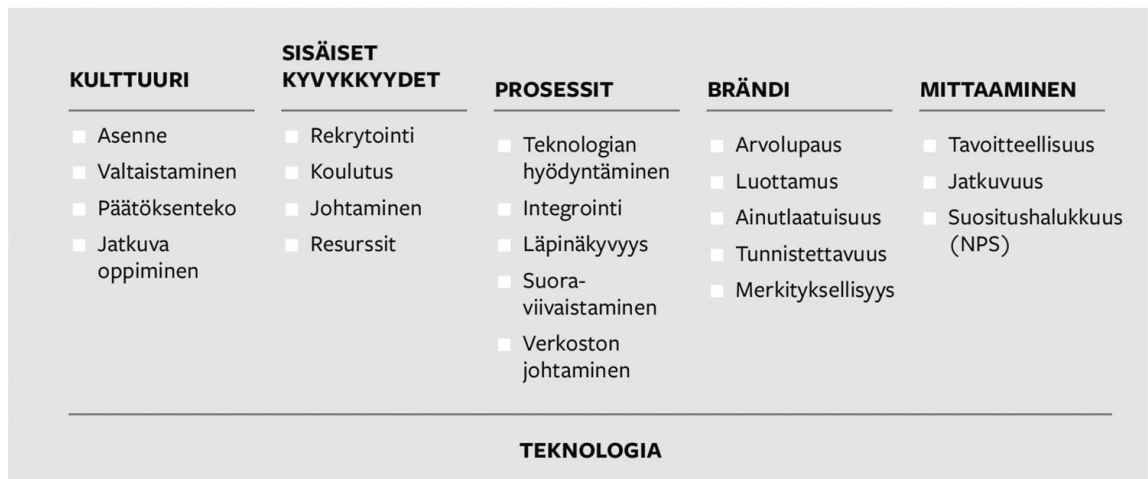 KULTTUURI
Asenne
Valtaistaminen
Päätöksenteko
Jatkuva
oppiminen
SISÄISET
KYVYKKYYDET
Rekrytointi
Koulutus
Johtaminen
Resurssit
PROSESSIT
Teknologian
hyödyntäminen
Integrointi
Läpinäkyvyys
Suora-
viivaistaminen
Verkoston
johtaminen
BRÄNDI
Arvolupaus
Luottamus
Ainutlaatuisuus
Tunnistettavuus
Merkityksellisyys
MITTAAMINEN
Tavoitteellisuus
Jatkuvuus
Suositushalukkuus
(NPS)
TEKNOLOGIA